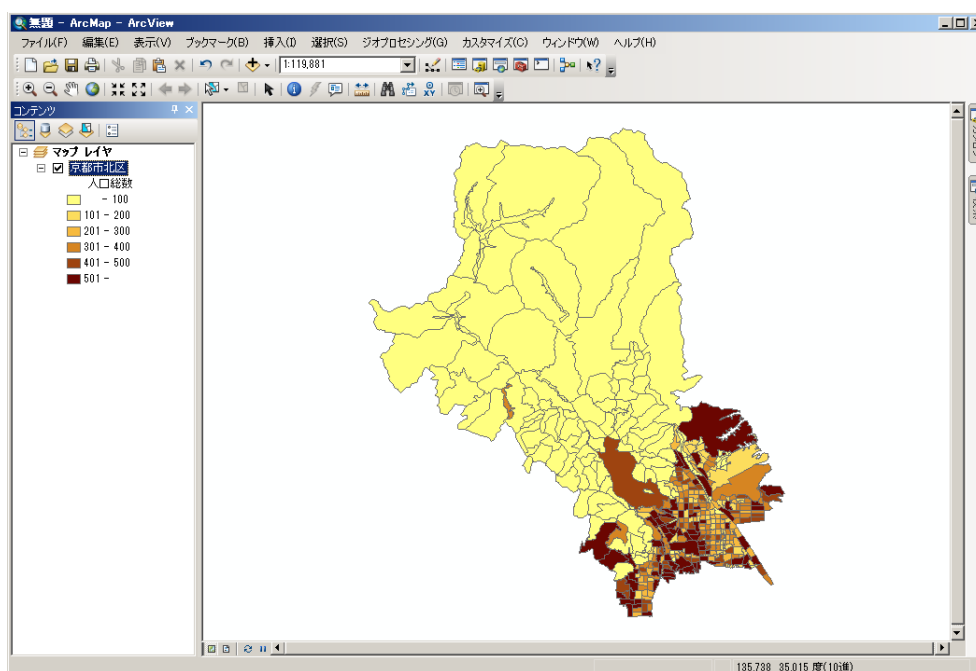 無題 - ArcMap - ArcView
ファイル(F) 編集(E) 表示(V) ブックマーク(B) 挿入(I) 選択(S) ジオプロセシング(G) カスタマイズ(C) ウィンドウ(W) ヘルプ(H)
1:119,881
コンテンツ
マップ レイヤ
京都市北区
人口総数
- 100
101 - 200
201 - 300
301 - 400
401 - 500
501 -
135.738 35.015 度(10進)